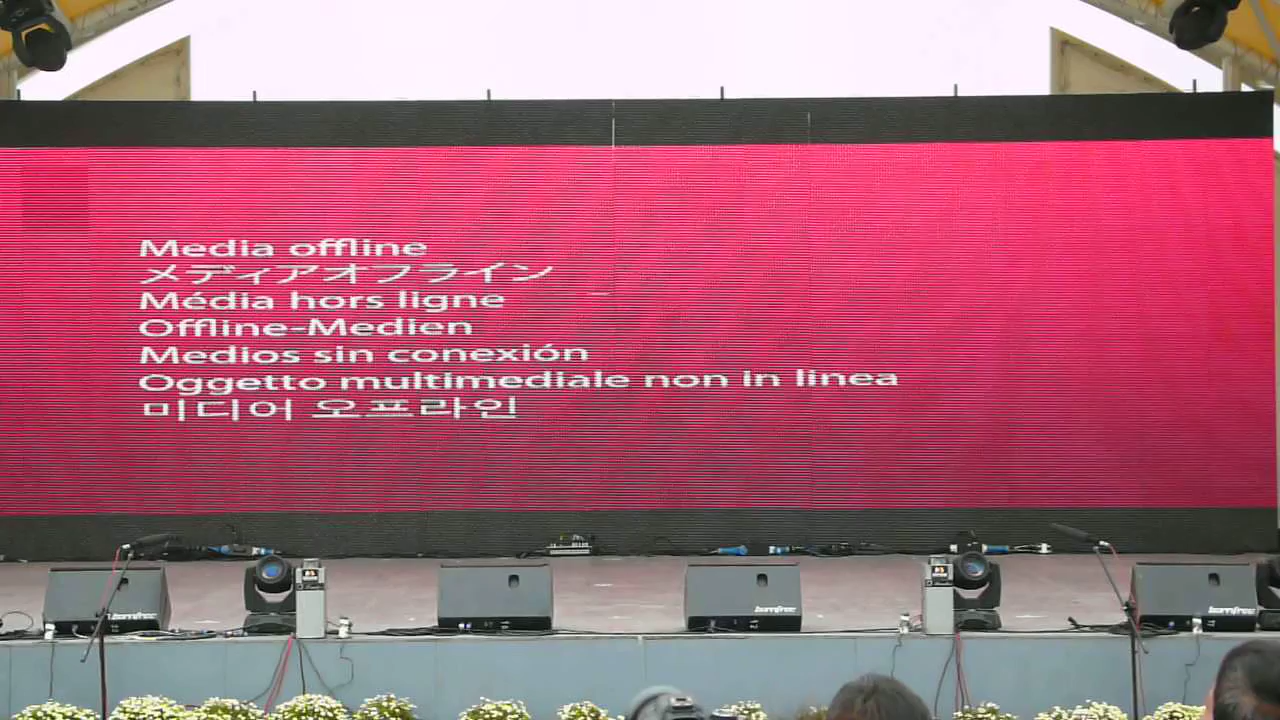 Media offline
メディアオフライン
Média hors ligne
Offline-Medien
Medios sin conexión
Oggetto multimediale non in linea
미디어 오프라인